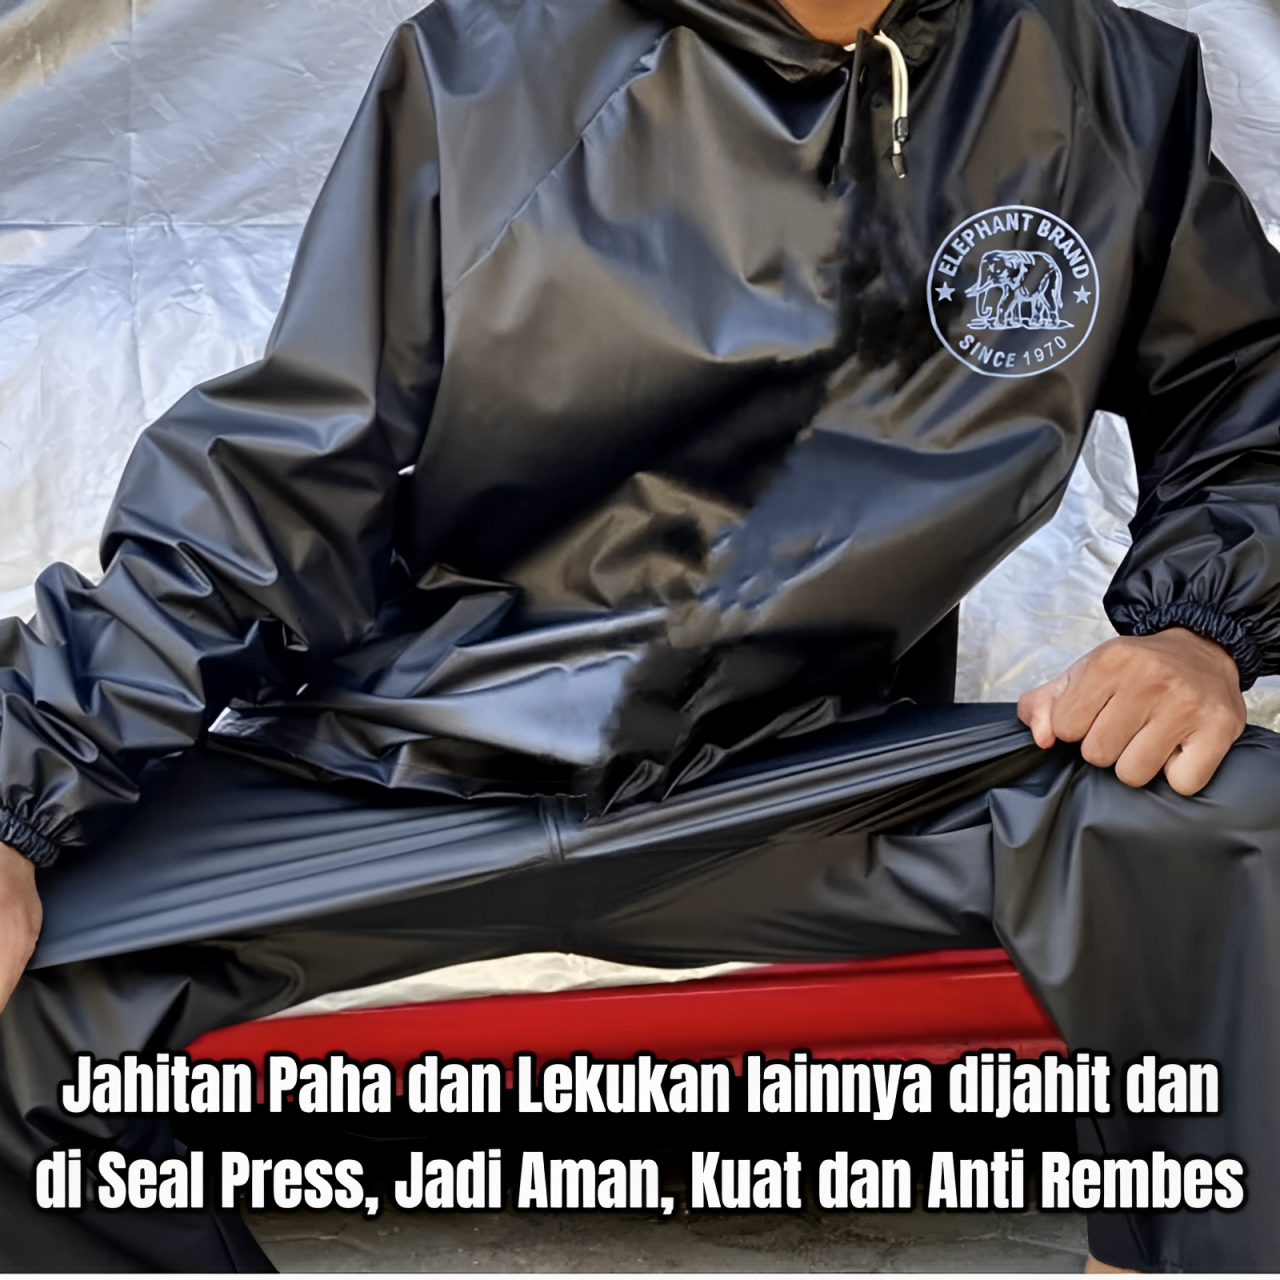 ELEPHANT BRAND
SINCE 1970
Jahitan Paha dan Lekukan lainnya dijahit dan
di Seal Press, Jadi Aman, Kuat dan Anti Rembes